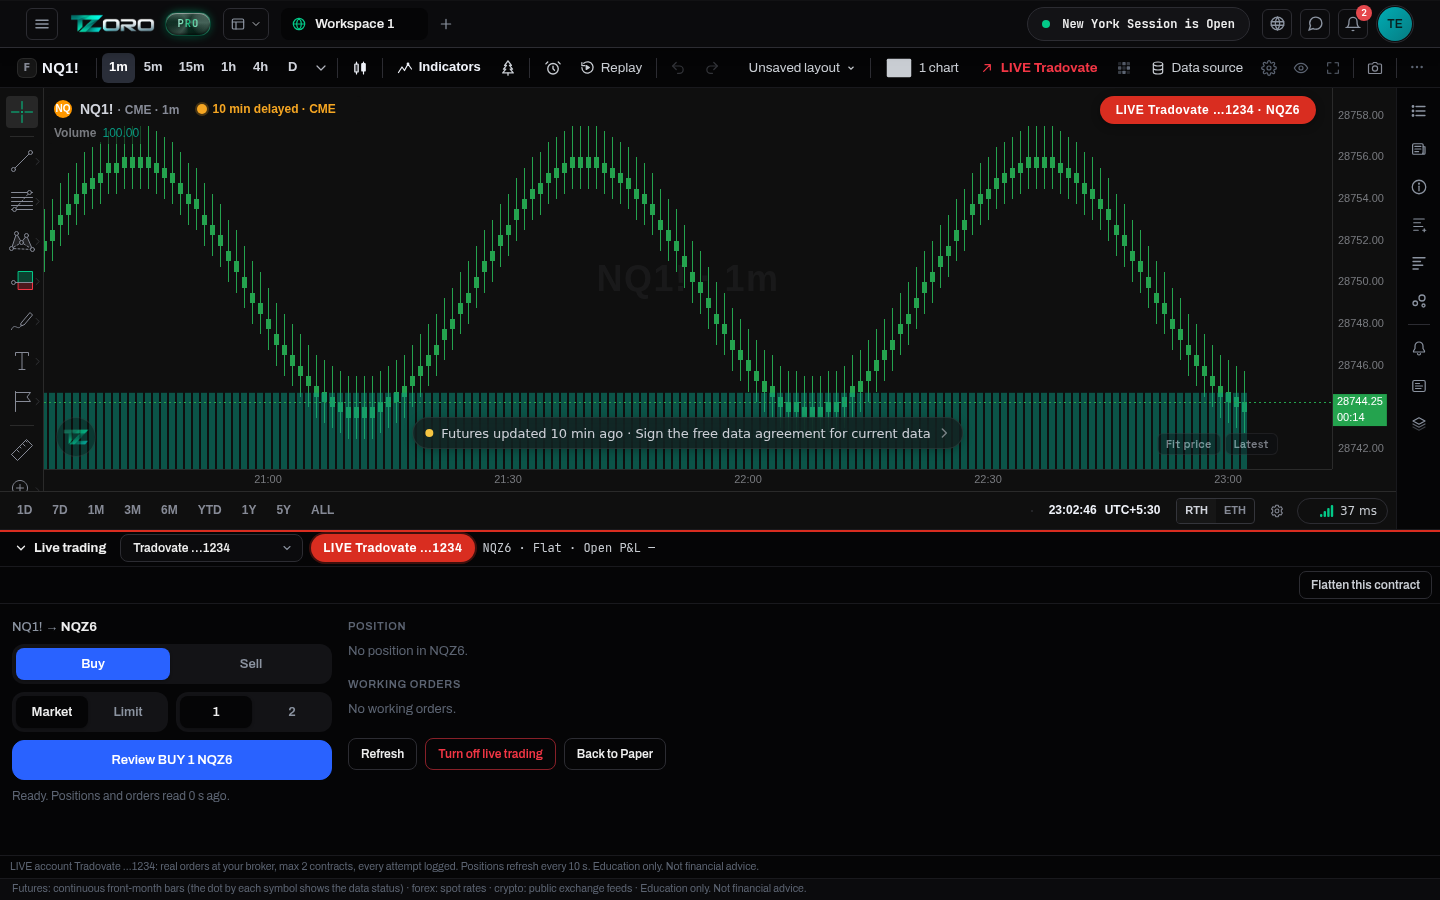 TZORO PRO Workspace 1 New York Session is Open 2 TE
F NQ1! 1m 5m 15m 1h 4h D Indicators Replay Unsaved layout 1 chart LIVE Tradovate Data source
NQ NQ1! · CME · 1m 10 min delayed · CME LIVE Tradovate ...1234 · NQZ6
Volume 100.00
28758.00
28756.00
28754.00
28752.00
NQ1! · 1m
28750.00
28748.00
28746.00
28744.25
00:14
Futures updated 10 min ago · Sign the free data agreement for current data
Fit price Latest
28742.00
21:00 21:30 22:00 22:30 23:00
1D 7D 1M 3M 6M YTD 1Y 5Y ALL 23:02:46 UTC+5:30 RTH ETH 37 ms
Live trading Tradovate ...1234 LIVE Tradovate ...1234 NQZ6 · Flat · Open P&L —
Flatten this contract
NQ1! → NQZ6 POSITION
Buy Sell No position in NQZ6.
WORKING ORDERS
Market Limit 1 2 No working orders.
Review BUY 1 NQZ6 Refresh Turn off live trading Back to Paper
Ready. Positions and orders read 0 s ago.
LIVE account Tradovate ...1234: real orders at your broker, max 2 contracts, every attempt logged. Positions refresh every 10 s. Education only. Not financial advice.
Futures: continuous front-month bars (the dot by each symbol shows the data status) · forex: spot rates · crypto: public exchange feeds · Education only. Not financial advice.